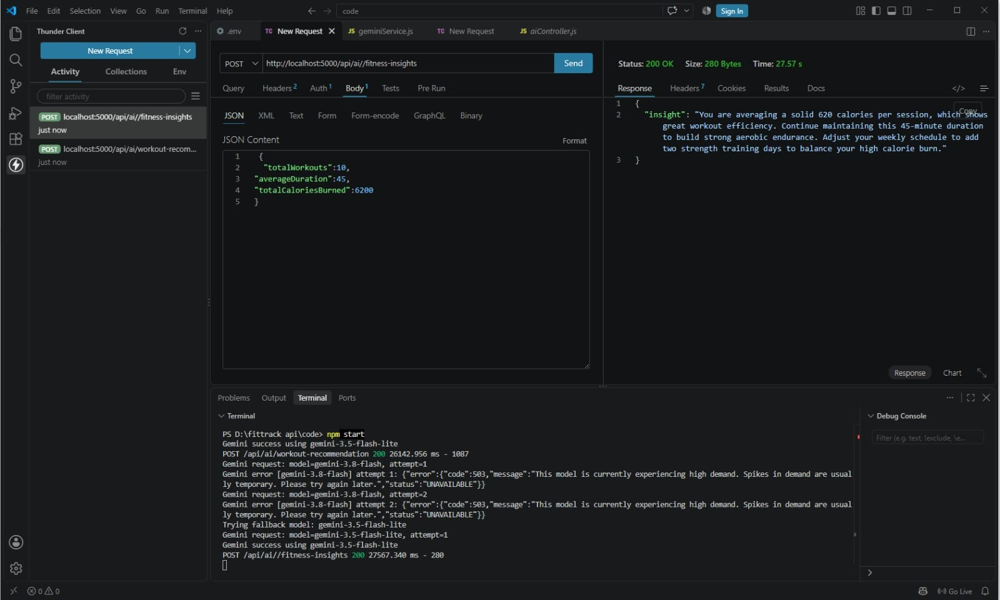 File Edit Selection View Go Run Terminal Help
code
Sign In
Thunder Client
New Request
Activity Collections Env
filter activity
POST localhost:5000/api/ai//fitness-insights
just now
POST localhost:5000/api/ai/workout-recom...
just now
.env
TC New Request
JS geminiService.js
TC New Request
JS aiController.js
POST http://localhost:5000/api/ai//fitness-insights Send
Query Headers 2 Auth 1 Body 1 Tests Pre Run
JSON XML Text Form Form-encode GraphQL Binary
JSON Content
Format
1 {
2 "totalWorkouts":10,
3 "averageDuration":45,
4 "totalCaloriesBurned":6200
5 }
Status: 200 OK Size: 280 Bytes Time: 27.57 s
Response Headers 7 Cookies Results Docs
</>
Copy
1 {
2 "insight": "You are averaging a solid 620 calories per session, which shows
great workout efficiency. Continue maintaining this 45-minute duration
to build strong aerobic endurance. Adjust your weekly schedule to add
two strength training days to balance your high calorie burn."
3 }
Response Chart
Problems Output Terminal Ports
Terminal
PS D:\fittrack api\code> npm start
Gemini success using gemini-3.5-flash-lite
POST /api/ai/workout-recommendation 200 26142.956 ms - 1087
Gemini request: model=gemini-3.8-flash, attempt=1
Gemini error [gemini-3.8-flash] attempt 1: {"error":{"code":503,"message":"This model is currently experiencing high demand. Spikes in demand are usual
ly temporary. Please try again later.","status":"UNAVAILABLE"}}
Gemini request: model=gemini-3.8-flash, attempt=2
Gemini error [gemini-3.8-flash] attempt 2: {"error":{"code":503,"message":"This model is currently experiencing high demand. Spikes in demand are usual
ly temporary. Please try again later.","status":"UNAVAILABLE"}}
Trying fallback model: gemini-3.5-flash-lite
Gemini request: model=gemini-3.5-flash-lite, attempt=1
Gemini success using gemini-3.5-flash-lite
POST /api/ai//fitness-insights 200 27567.340 ms - 280
Debug Console
Filter (e.g. text, !exclude, \e...
0 0
Go Live